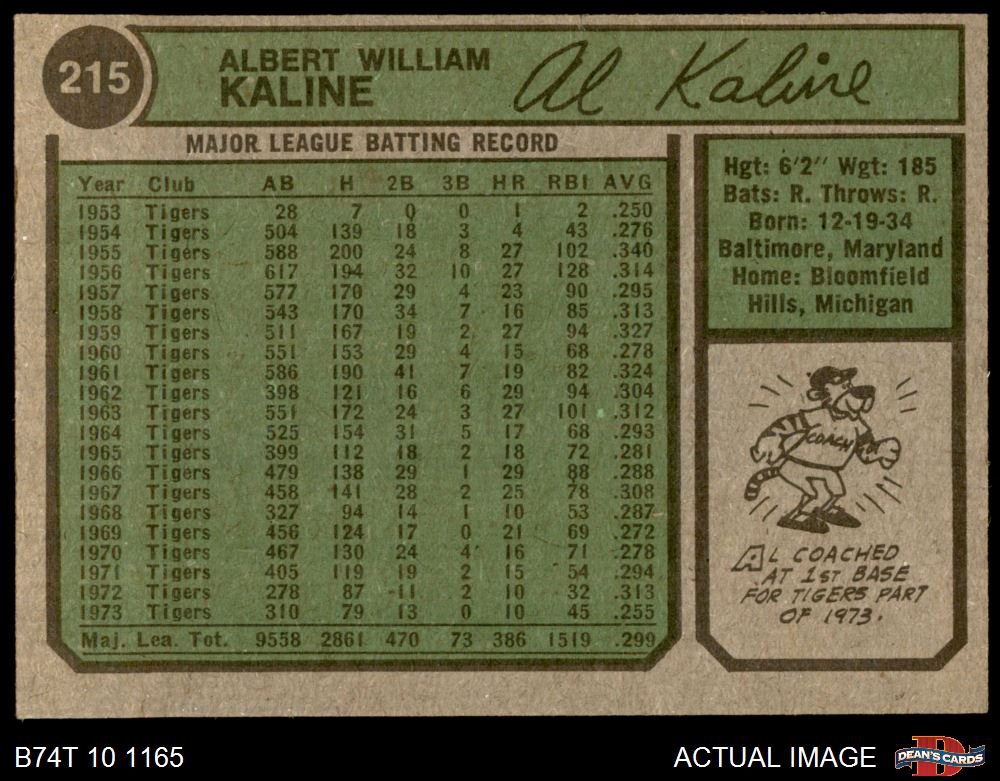 215
ALBERT WILLIAM
KALINE
Al Kaline
MAJOR LEAGUE BATTING RECORD
Year Club AB H 2B 3B HR RBI AVG
1953 Tigers 28 7 0 0 1 2 .250
1954 Tigers 504 139 18 3 4 43 .276
1955 Tigers 588 200 24 8 27 102 .340
1956 Tigers 617 194 32 10 27 128 .314
1957 Tigers 577 170 29 4 23 90 .295
1958 Tigers 543 170 34 7 16 85 .313
1959 Tigers 511 167 19 2 27 94 .327
1960 Tigers 551 153 29 4 15 68 .278
1961 Tigers 586 190 41 7 19 82 .324
1962 Tigers 398 121 16 6 29 94 .304
1963 Tigers 551 172 24 3 27 101 .312
1964 Tigers 525 154 31 5 17 68 .293
1965 Tigers 399 112 18 2 18 72 .281
1966 Tigers 479 138 29 1 29 88 .288
1967 Tigers 458 141 28 2 25 78 .308
1968 Tigers 327 94 14 1 10 53 .287
1969 Tigers 456 124 17 0 21 69 .272
1970 Tigers 467 130 24 4 16 71 .278
1971 Tigers 405 119 19 2 15 54 .294
1972 Tigers 278 87 11 2 10 32 .313
1973 Tigers 310 79 13 0 10 45 .255
Maj. Lea. Tot. 9558 2861 470 73 386 1519 .299
Hgt: 6'2'' Wgt: 185
Bats: R. Throws: R.
Born: 12-19-34
Baltimore, Maryland
Home: Bloomfield
Hills, Michigan
COACH
AL COACHED
AT 1ST BASE
FOR TIGERS PART
OF 1973.
B74T 10 1165
ACTUAL IMAGE
DEAN'S CARDS